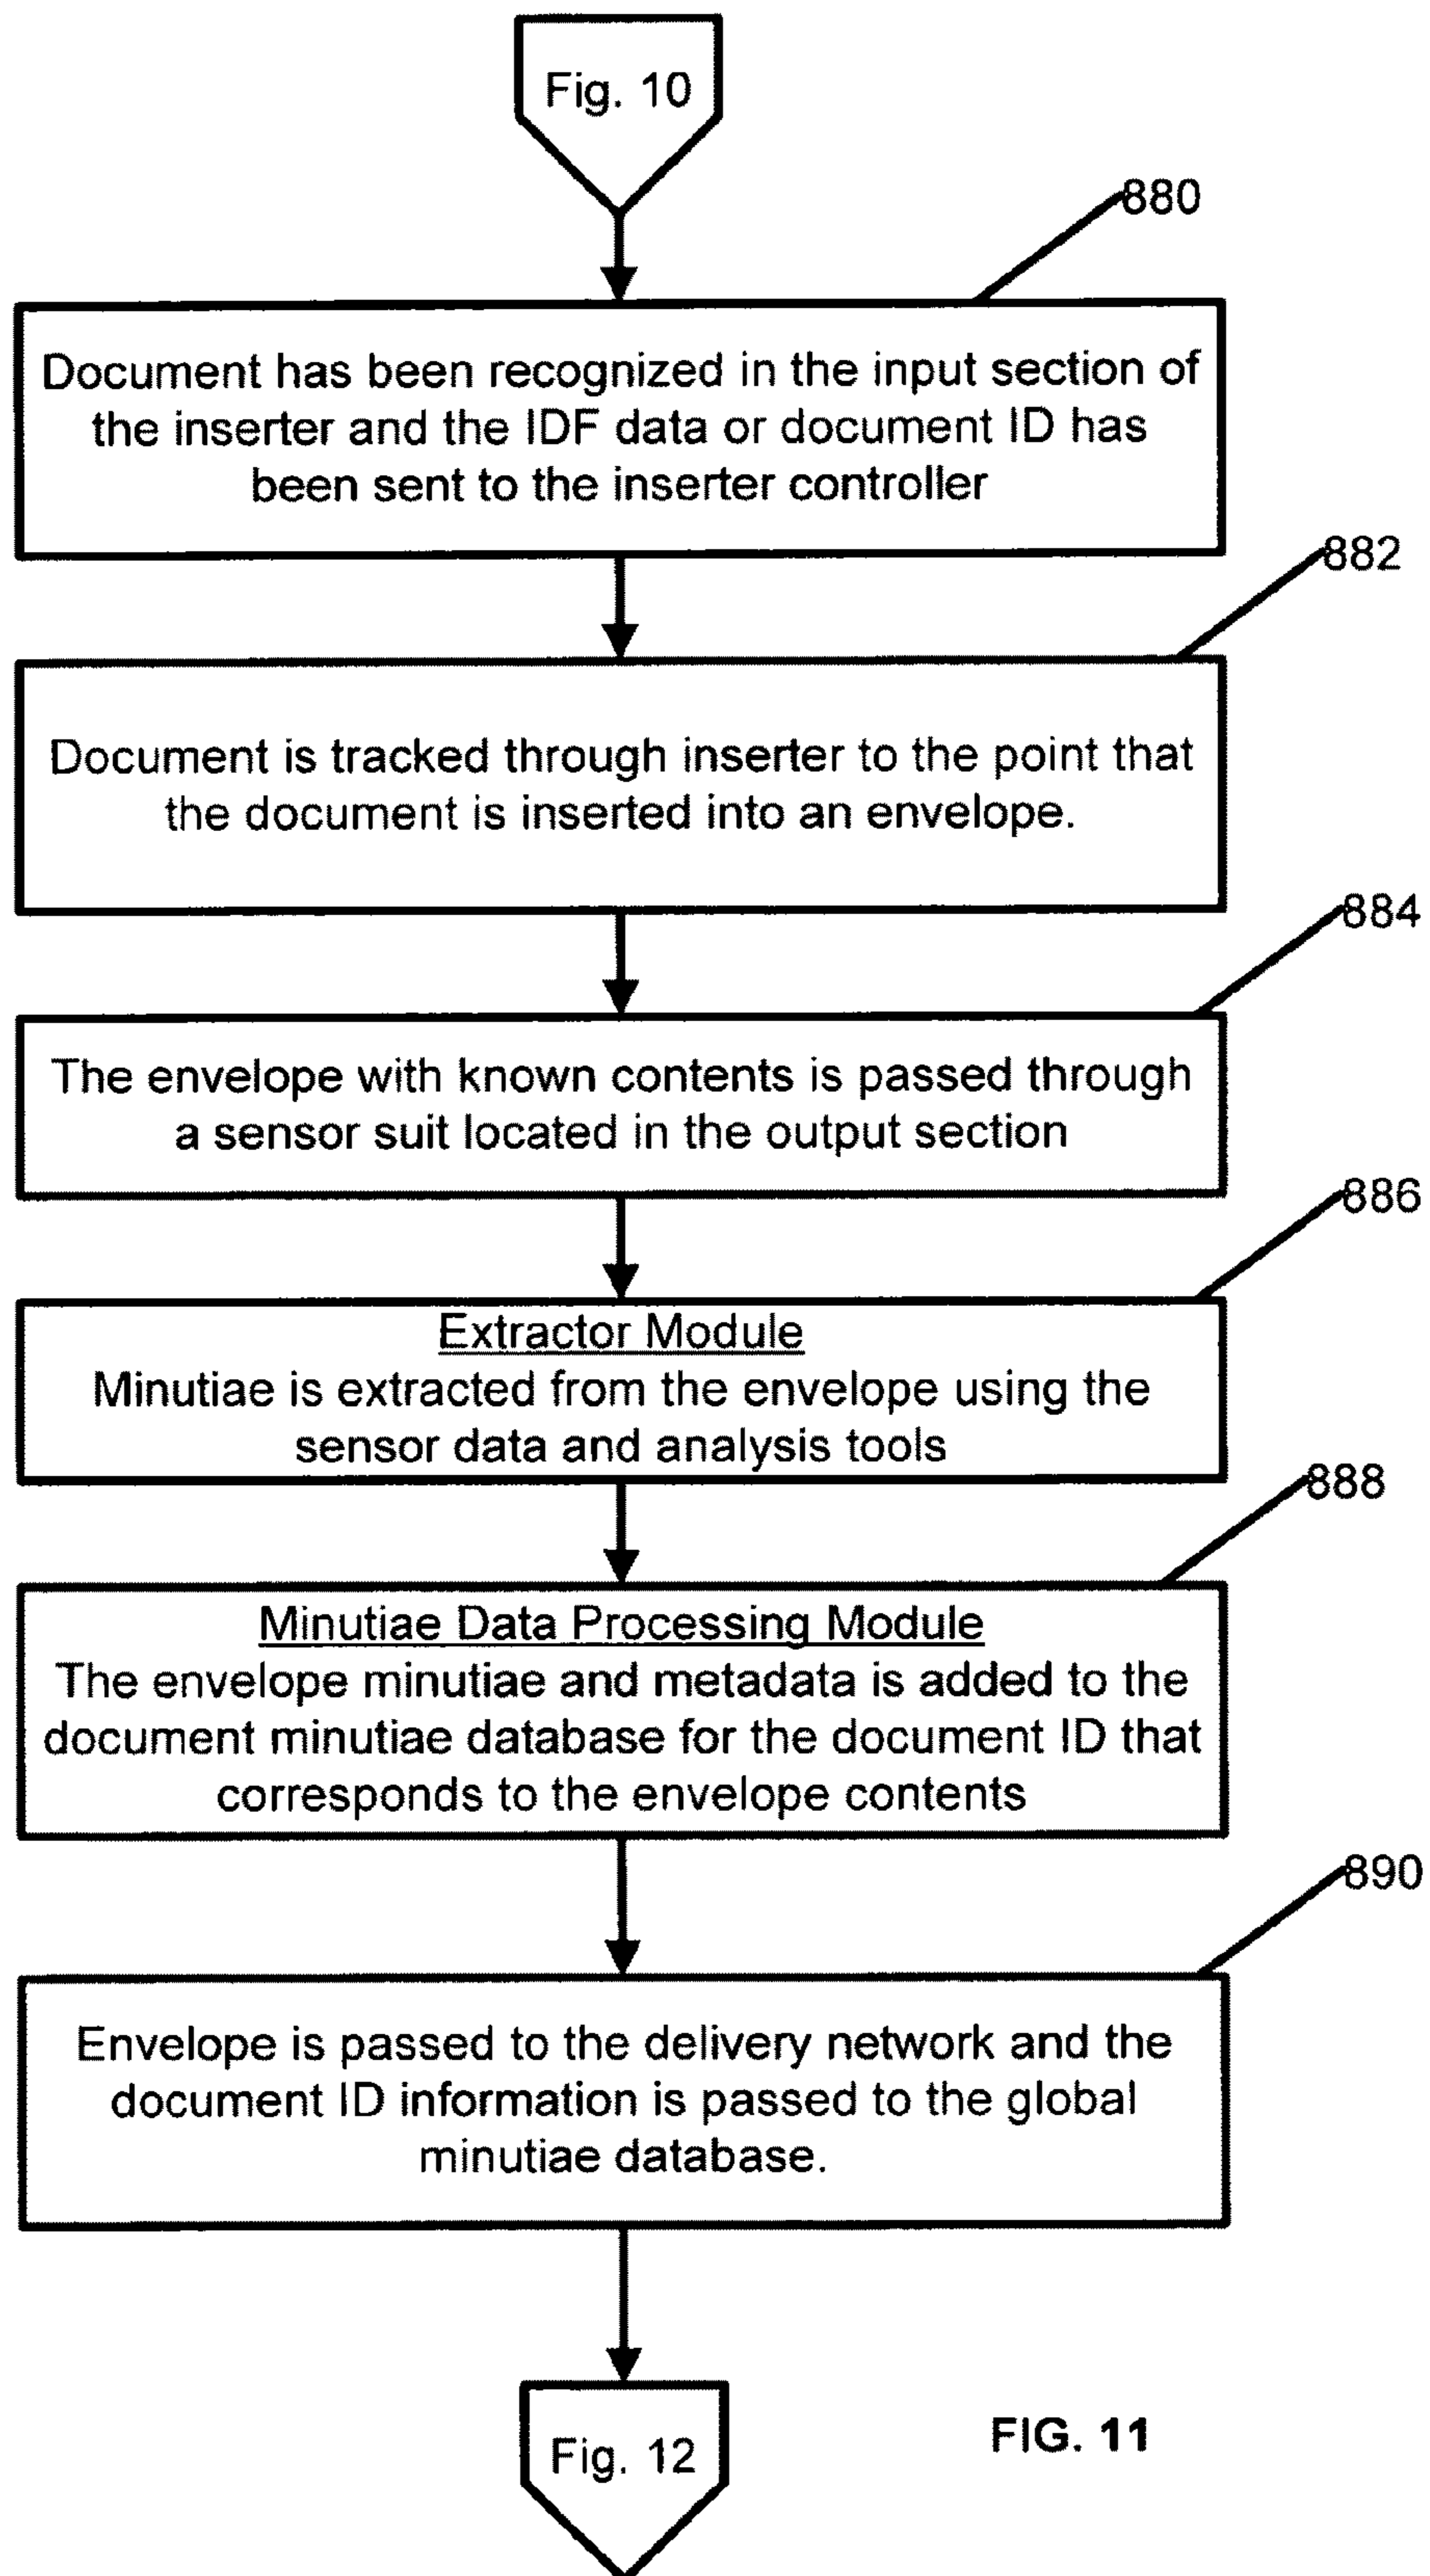 Fig. 10
880
Document has been recognized in the input section of
the inserter and the IDF data or document ID has
been sent to the inserter controller
882
Document is tracked through inserter to the point that
the document is inserted into an envelope.
884
The envelope with known contents is passed through
a sensor suit located in the output section
886
Extractor Module
Minutiae is extracted from the envelope using the
sensor data and analysis tools
888
Minutiae Data Processing Module
The envelope minutiae and metadata is added to the
document minutiae database for the document ID that
corresponds to the envelope contents
890
Envelope is passed to the delivery network and the
document ID information is passed to the global
minutiae database.
Fig. 12
FIG. 11